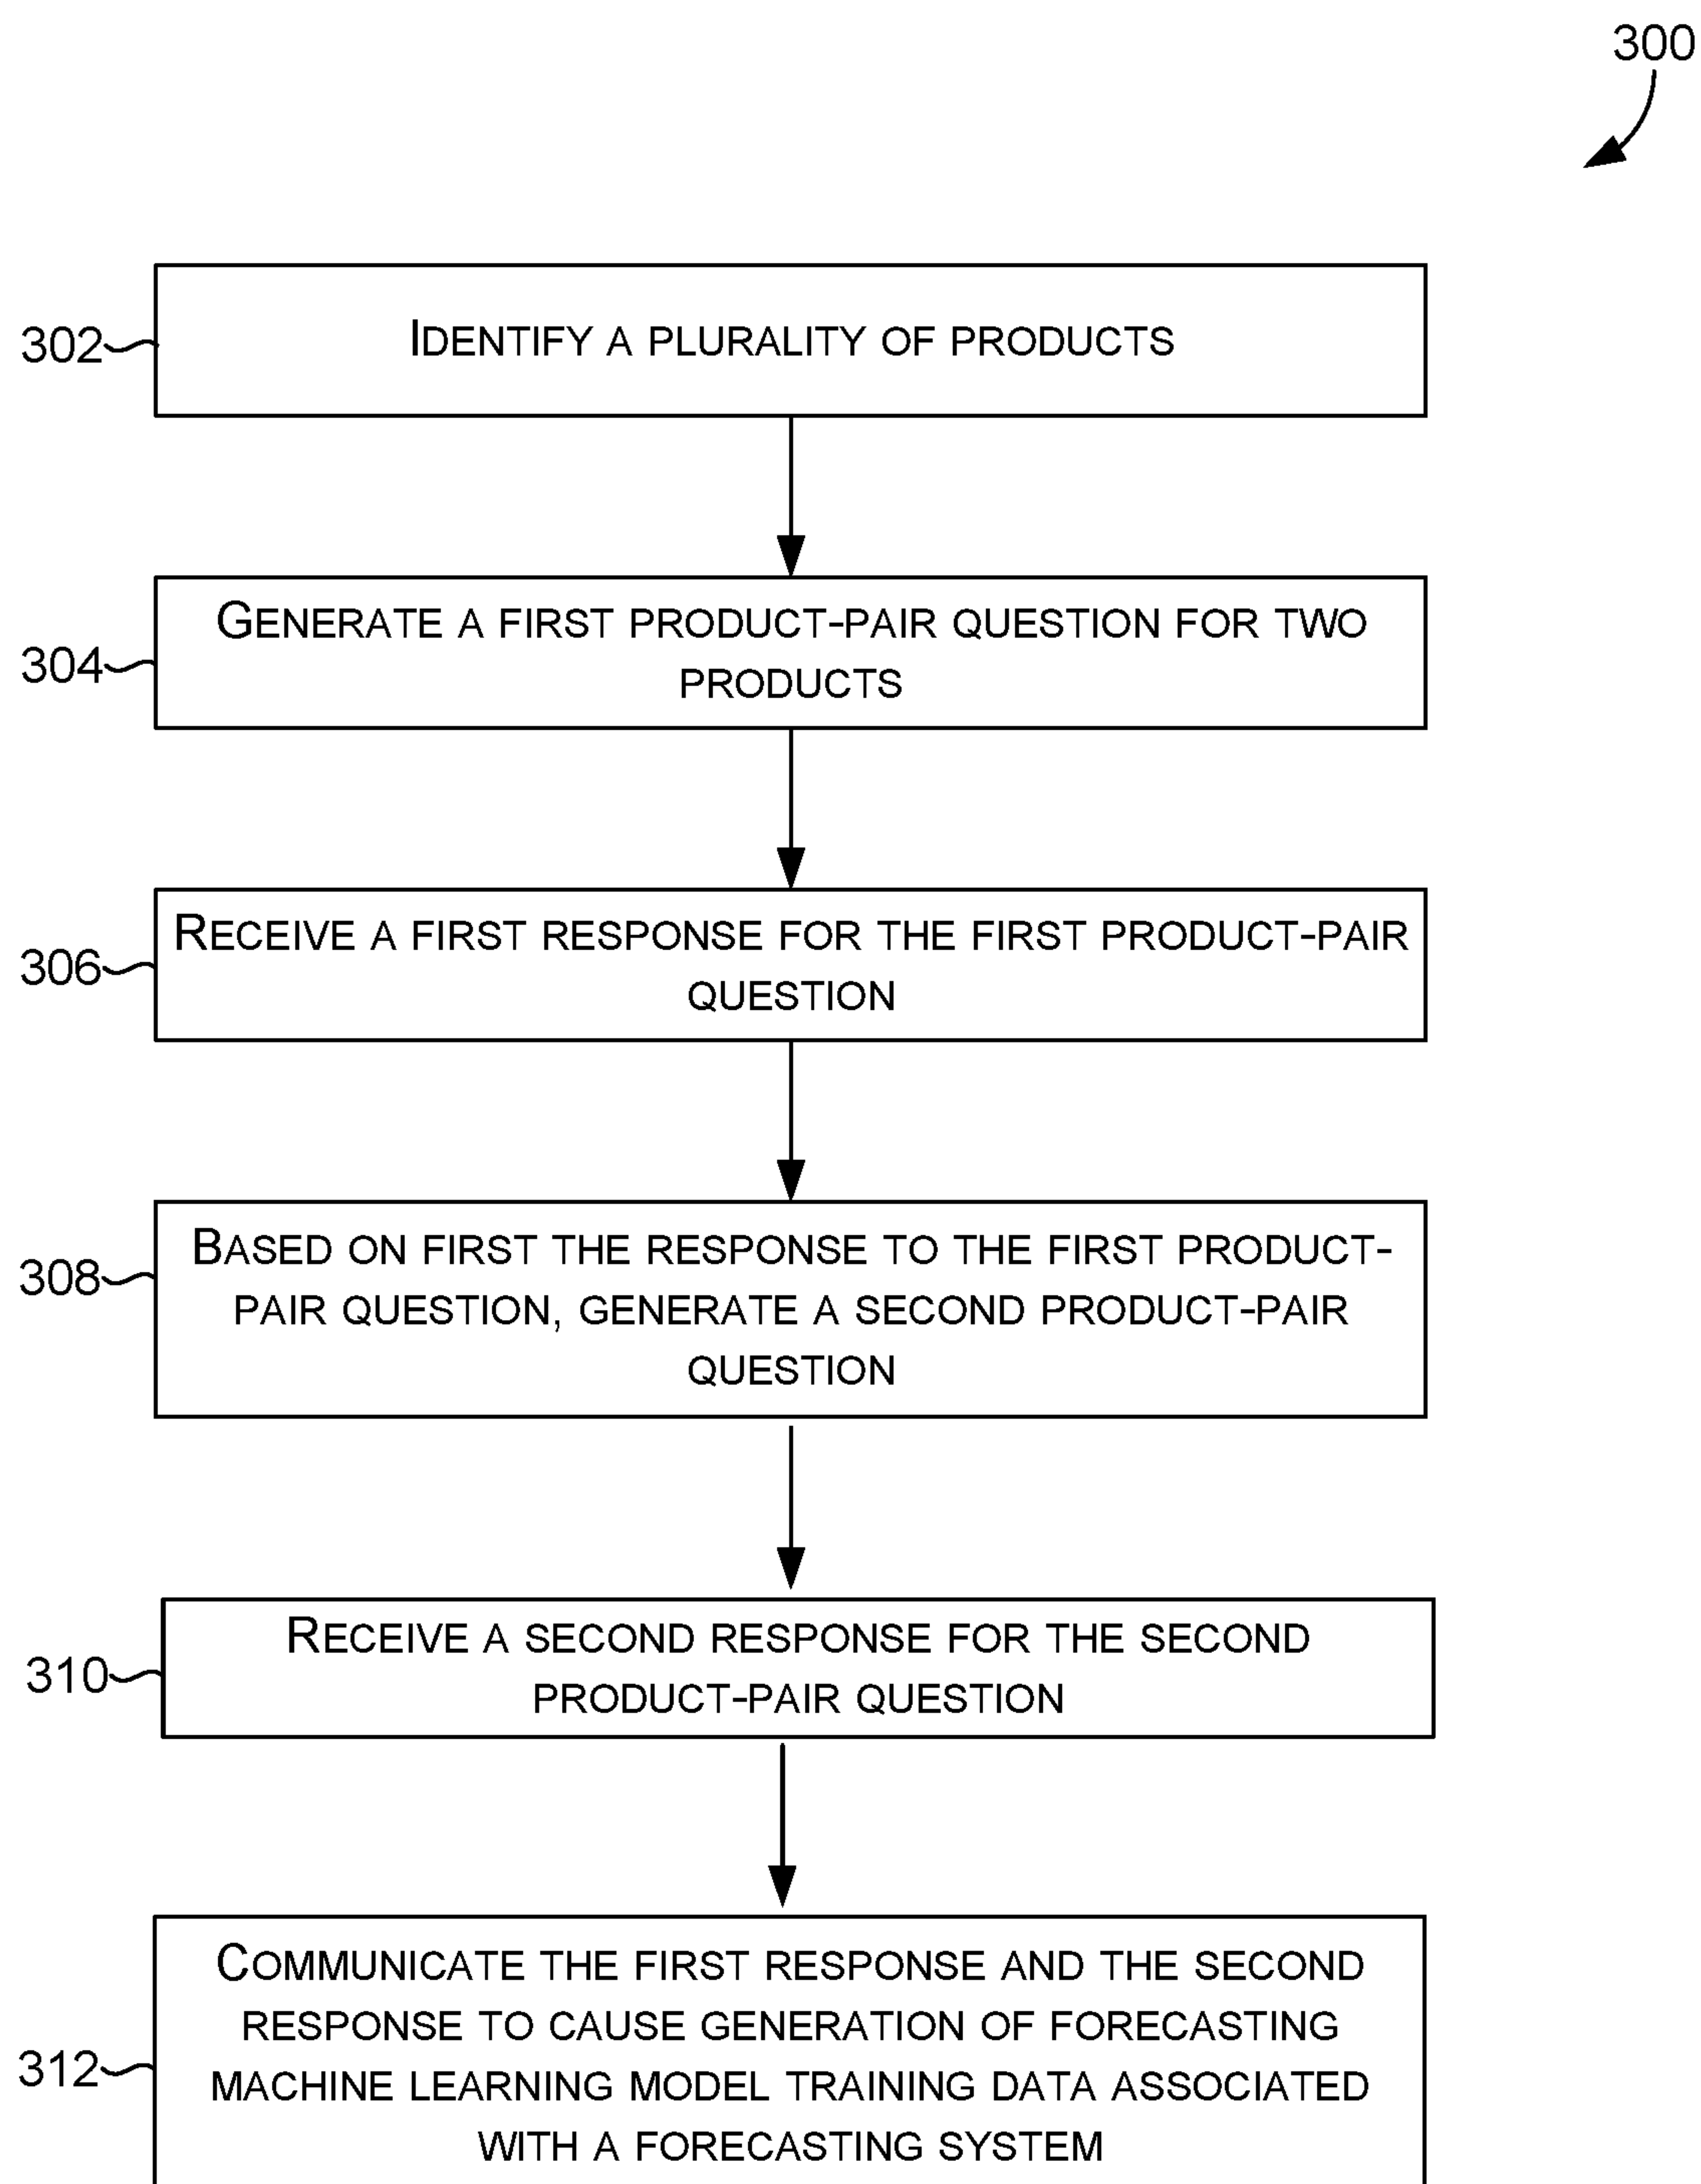 300
302
IDENTIFY A PLURALITY OF PRODUCTS
304
GENERATE A FIRST PRODUCT-PAIR QUESTION FOR TWO
PRODUCTS
306
RECEIVE A FIRST RESPONSE FOR THE FIRST PRODUCT-PAIR
QUESTION
308
BASED ON FIRST THE RESPONSE TO THE FIRST PRODUCT-
PAIR QUESTION, GENERATE A SECOND PRODUCT-PAIR
QUESTION
310
RECEIVE A SECOND RESPONSE FOR THE SECOND
PRODUCT-PAIR QUESTION
312
COMMUNICATE THE FIRST RESPONSE AND THE SECOND
RESPONSE TO CAUSE GENERATION OF FORECASTING
MACHINE LEARNING MODEL TRAINING DATA ASSOCIATED
WITH A FORECASTING SYSTEM